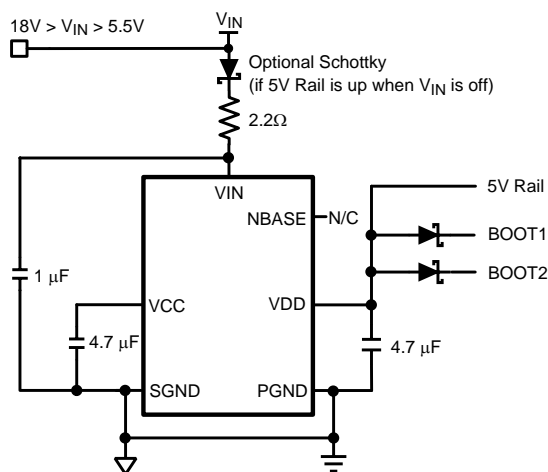 18V > VIN > 5.5V
VIN
Optional Schottky
(if 5V Rail is up when VIN is off)
2.2Ω
VIN
5V Rail
NBASE
N/C
BOOT1
BOOT2
1 μF
VCC
VDD
4.7 μF
4.7 μF
SGND
PGND